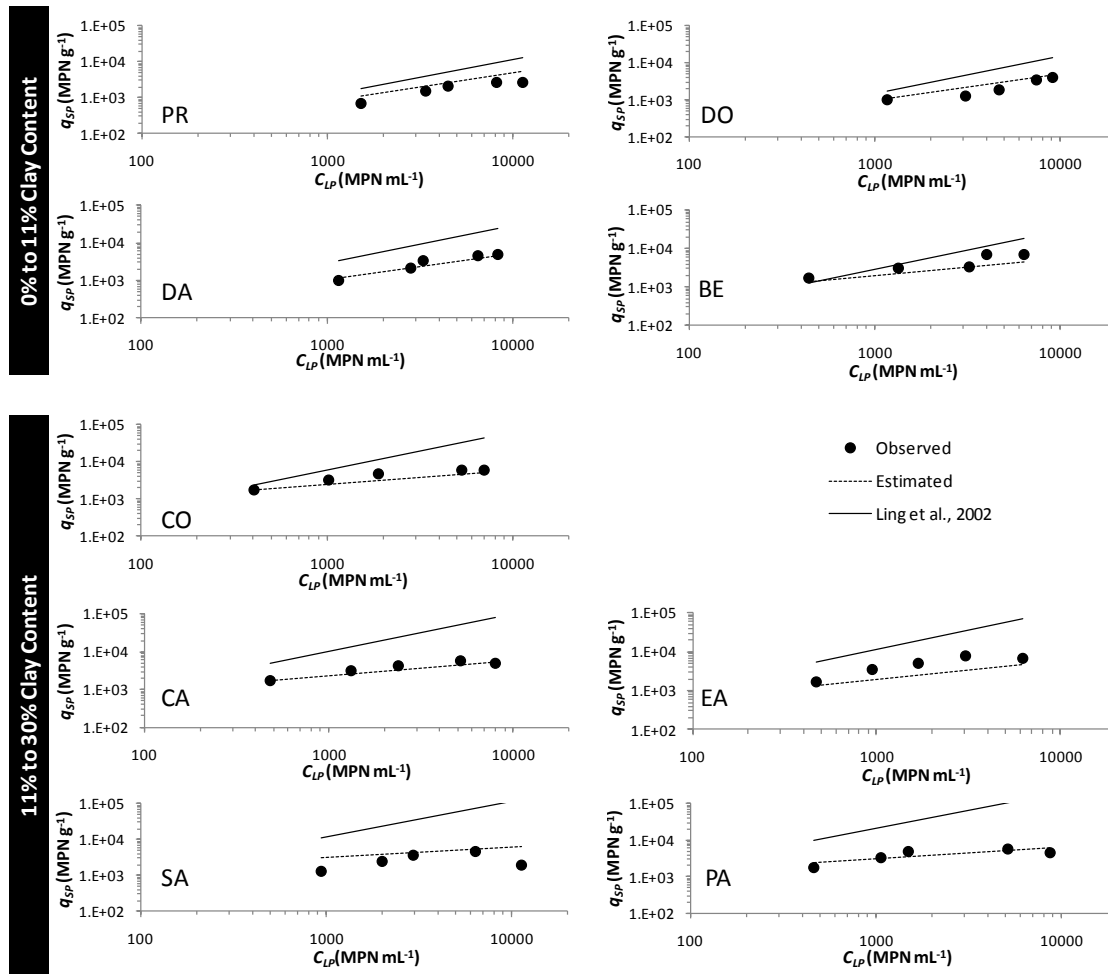 0% to 11% Clay Content
q_SP (MPN g⁻¹)
1.E+05
1.E+04
1.E+03
1.E+02
PR
100 1000 10000
C_LP (MPN mL⁻¹)
q_SP (MPN g⁻¹)
1.E+05
1.E+04
1.E+03
1.E+02
DO
100 1000 10000
C_LP (MPN mL⁻¹)
q_SP (MPN g⁻¹)
1.E+05
1.E+04
1.E+03
1.E+02
DA
100 1000 10000
C_LP (MPN mL⁻¹)
q_SP (MPN g⁻¹)
1.E+05
1.E+04
1.E+03
1.E+02
BE
100 1000 10000
C_LP (MPN mL⁻¹)
11% to 30% Clay Content
q_SP (MPN g⁻¹)
1.E+05
1.E+04
1.E+03
1.E+02
CO
100 1000 10000
C_LP (MPN mL⁻¹)
Observed
Estimated
Ling et al., 2002
q_SP (MPN g⁻¹)
1.E+05
1.E+04
1.E+03
1.E+02
CA
100 1000 10000
C_LP (MPN mL⁻¹)
q_SP (MPN g⁻¹)
1.E+05
1.E+04
1.E+03
1.E+02
EA
100 1000 10000
C_LP (MPN mL⁻¹)
q_SP (MPN g⁻¹)
1.E+05
1.E+04
1.E+03
1.E+02
SA
100 1000 10000
C_LP (MPN mL⁻¹)
q_SP (MPN g⁻¹)
1.E+05
1.E+04
1.E+03
1.E+02
PA
100 1000 10000
C_LP (MPN mL⁻¹)